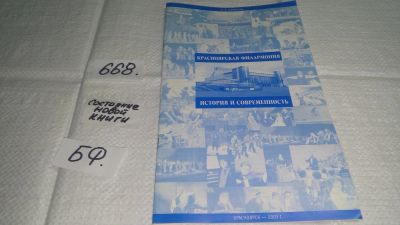 668.
состояние
новой
книги
БФ.
КРАСНОЯРСКАЯ ФИЛАРМОНИЯ
ИСТОРИЯ И СОВРЕМЕННОСТЬ